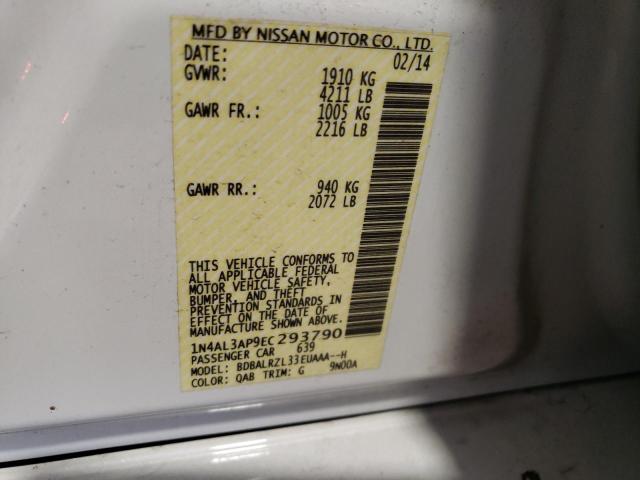 MFD BY NISSAN MOTOR CO., LTD.
DATE: 02/14
GVWR: 1910 KG
4211 LB
GAWR FR.: 1005 KG
2216 LB
GAWR RR.: 940 KG
2072 LB
THIS VEHICLE CONFORMS TO
ALL APPLICABLE FEDERAL
MOTOR VEHICLE SAFETY,
BUMPER, AND THEFT
PREVENTION STANDARDS IN
EFFECT ON THE DATE OF
MANUFACTURE SHOWN ABOVE.
1N4AL3AP9EC293790
PASSENGER CAR 639
MODEL: BDBALRZL33EUAAA--H
COLOR: QAB TRIM: G 9N00A